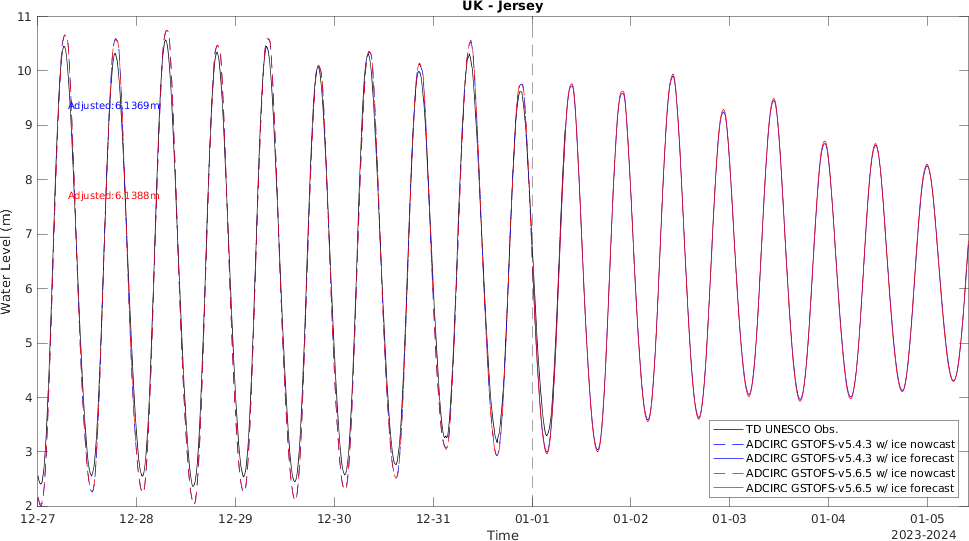 UK - Jersey
11
10
9
8
7
6
5
4
3
2
Water Level (m)
Adjusted:6.1369m
Adjusted:6.1388m
TD UNESCO Obs.
ADCIRC GSTOFS-v5.4.3 w/ ice nowcast
ADCIRC GSTOFS-v5.4.3 w/ ice forecast
ADCIRC GSTOFS-v5.6.5 w/ ice nowcast
ADCIRC GSTOFS-v5.6.5 w/ ice forecast
12-27 12-28 12-29 12-30 12-31 01-01 01-02 01-03 01-04 01-05
Time
2023-2024